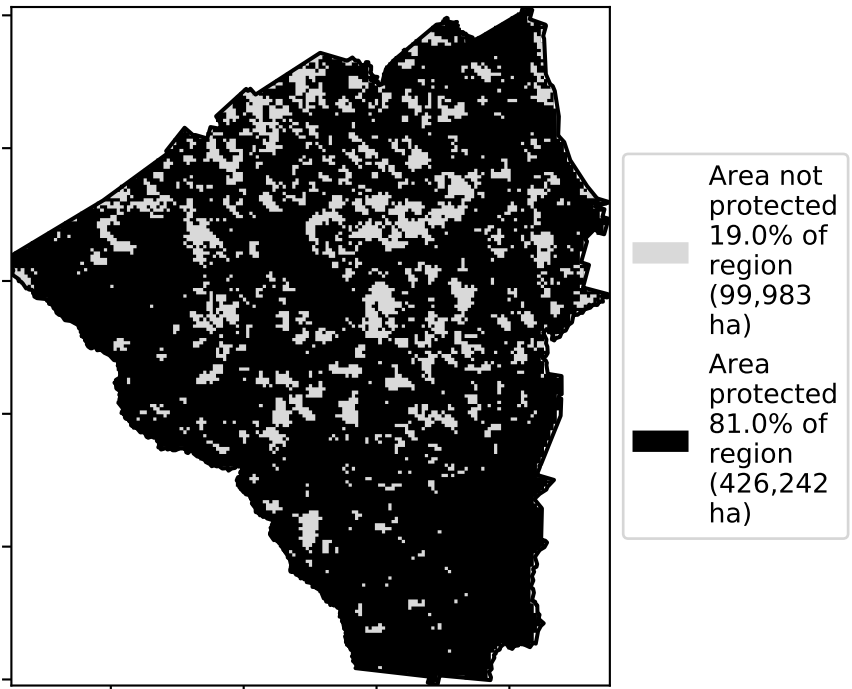 Area not
protected
19.0% of
region
(99,983
ha)
Area
protected
81.0% of
region
(426,242
ha)